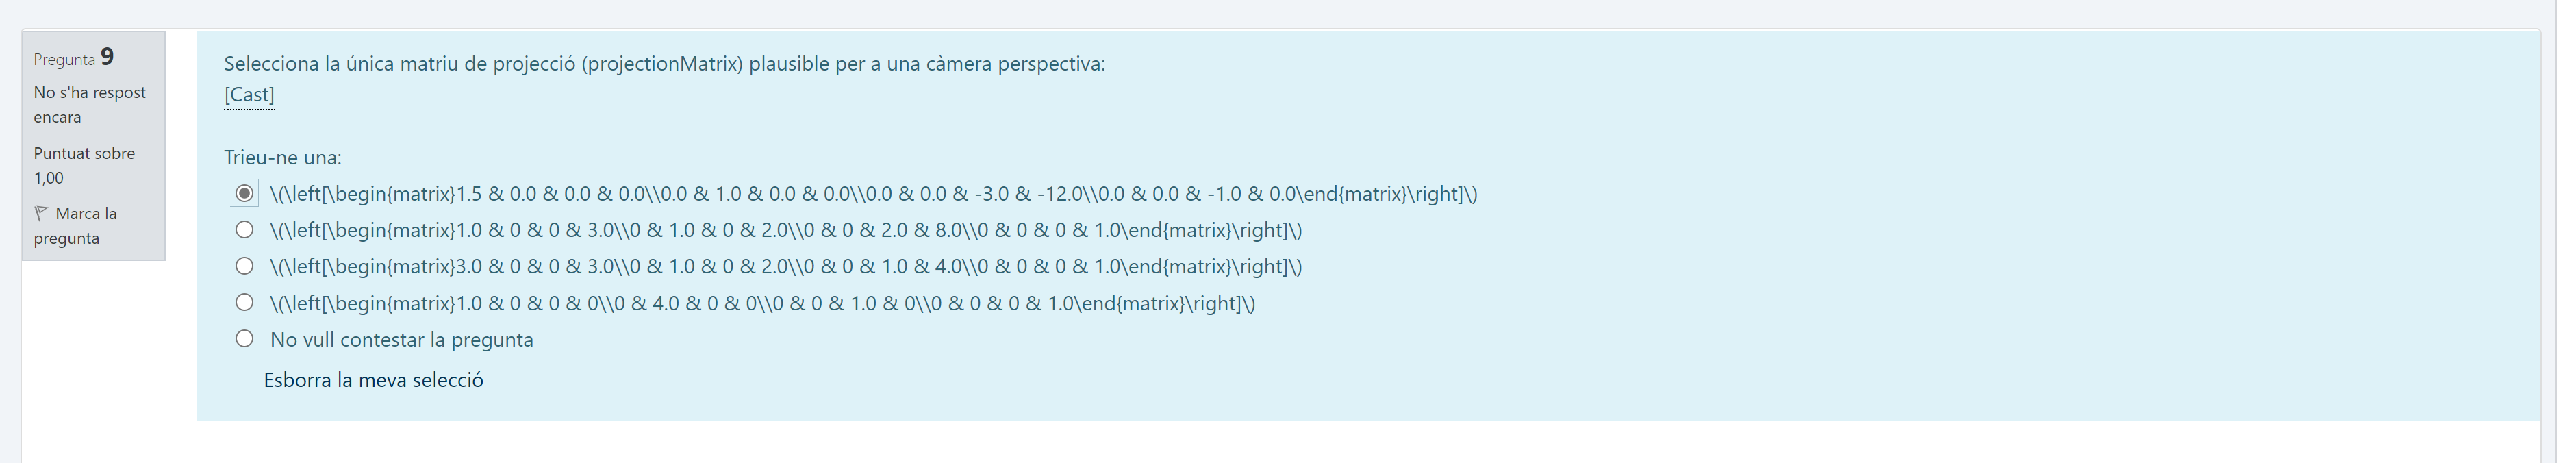 Pregunta 9
No s'ha respost
encara
Puntuat sobre
1,00
Marca la
pregunta
Selecciona la única matriu de projecció (projectionMatrix) plausible per a una càmera perspectiva:
[Cast]
Trieu-ne una:
\(\left[\begin{matrix}1.5 & 0.0 & 0.0 & 0.0\\0.0 & 1.0 & 0.0 & 0.0\\0.0 & 0.0 & -3.0 & -12.0\\0.0 & 0.0 & -1.0 & 0.0\end{matrix}\right]\)
\(\left[\begin{matrix}1.0 & 0 & 0 & 3.0\\0 & 1.0 & 0 & 2.0\\0 & 0 & 2.0 & 8.0\\0 & 0 & 0 & 1.0\end{matrix}\right]\)
\(\left[\begin{matrix}3.0 & 0 & 0 & 3.0\\0 & 1.0 & 0 & 2.0\\0 & 0 & 1.0 & 4.0\\0 & 0 & 0 & 1.0\end{matrix}\right]\)
\(\left[\begin{matrix}1.0 & 0 & 0 & 0\\0 & 4.0 & 0 & 0\\0 & 0 & 1.0 & 0\\0 & 0 & 0 & 1.0\end{matrix}\right]\)
No vull contestar la pregunta
Esborra la meva selecció